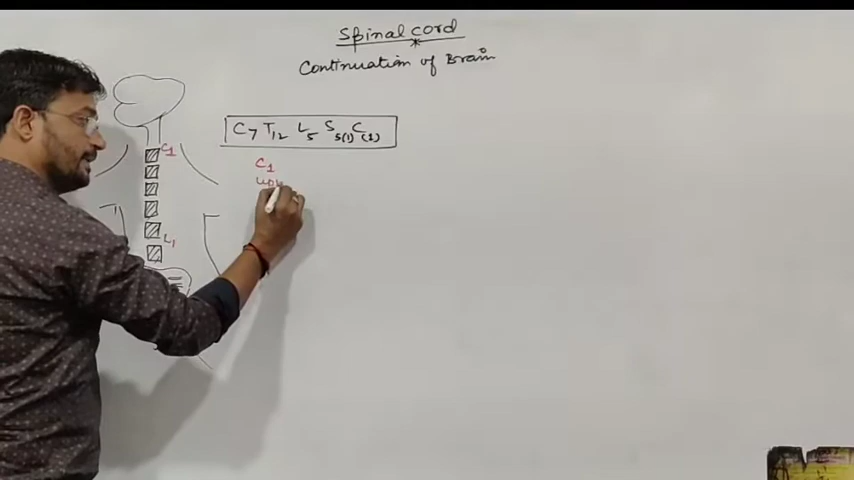 Spinal cord
Continuation of Brain
C7 T12 L5 S5(1) C(1)
C1
C1
L1